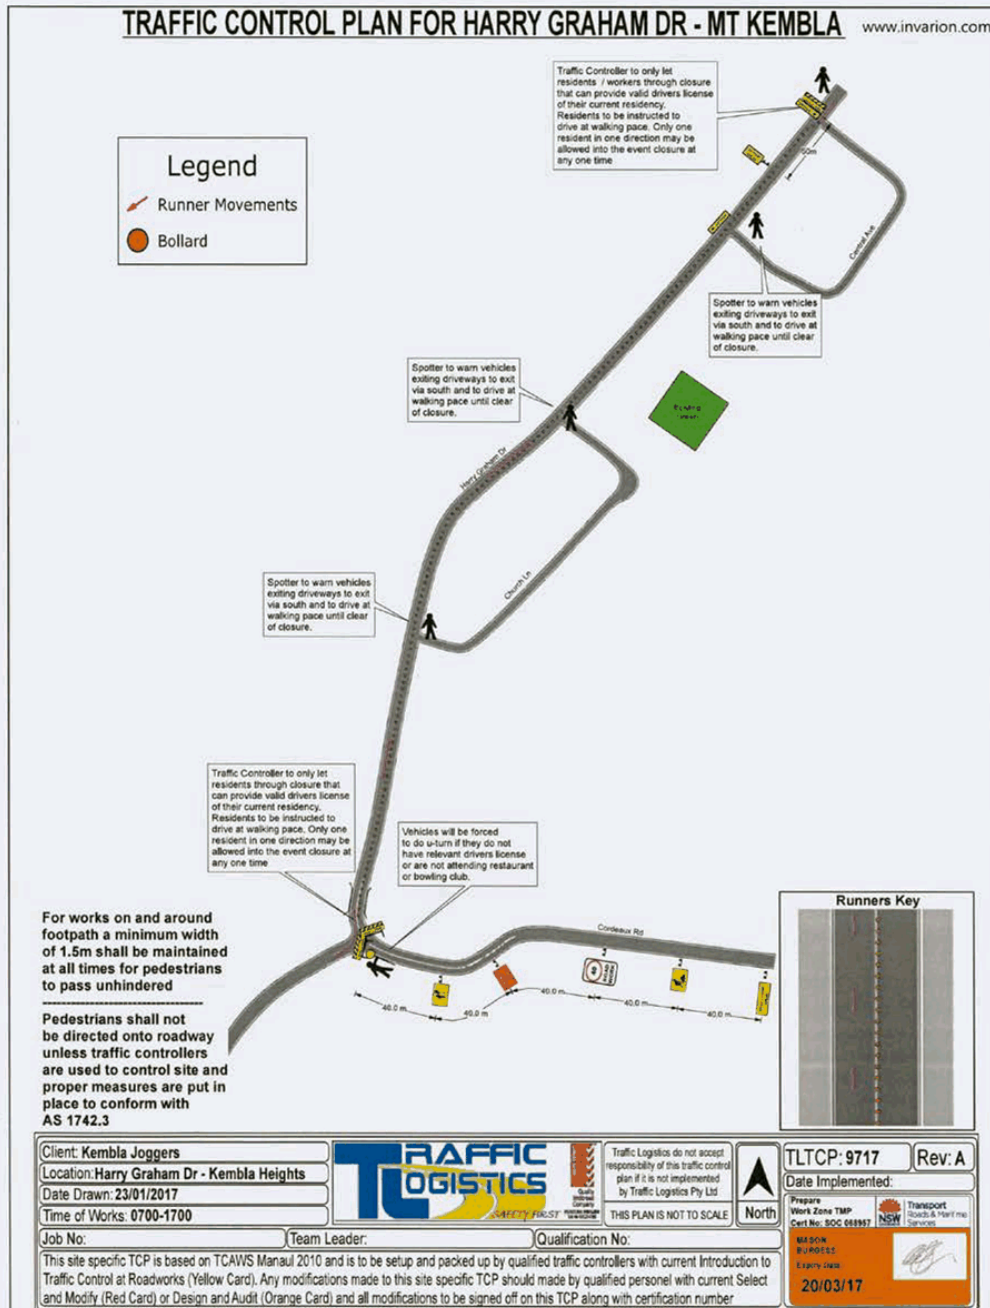 TRAFFIC CONTROL PLAN FOR HARRY GRAHAM DR - MT KEMBLA
www.invarion.com
Traffic Controller to only let
residents / workers through closure
that can provide valid drivers license
of their current residency.
Residents to be instructed to
drive at walking pace. Only one
resident in one direction may be
allowed into the event closure at
any one time
Legend
Runner Movements
Bollard
50m
Central Ave
Spotter to warn vehicles
exiting driveways to exit
via south and to drive at
walking pace until clear
of closure.
Spotter to warn vehicles
exiting driveways to exit
via south and to drive at
walking pace until clear
of closure.
Harry Graham Dr
Church Ln
Spotter to warn vehicles
exiting driveways to exit
via south and to drive at
walking pace until clear
of closure.
Traffic Controller to only let
residents through closure that
can provide valid drivers license
of their current residency.
Residents to be instructed to
drive at walking pace. Only one
resident in one direction may be
allowed into the event closure at
any one time
Vehicles will be forced
to do u-turn if they do not
have relevant drivers license
or are not attending restaurant
or bowling club.
Cordeaux Rd
40.0 m
40.0 m
40.0 m
40.0 m
For works on and around
footpath a minimum width
of 1.5m shall be maintained
at all times for pedestrians
to pass unhindered
Pedestrians shall not
be directed onto roadway
unless traffic controllers
are used to control site and
proper measures are put in
place to conform with
AS 1742.3
Runners Key
Client: Kembla Joggers
Location: Harry Graham Dr - Kembla Heights
Date Drawn: 23/01/2017
Time of Works: 0700-1700
TRAFFIC
LOGISTICS
SAFETY FIRST
Traffic Logistics do not accept
responsibility of this traffic control
plan if it is not implemented
by Traffic Logistics Pty Ltd
THIS PLAN IS NOT TO SCALE
North
TLTCP: 9717
Rev: A
Date Implemented:
Prepare
Work Zone TMP
NSW
Transport
Roads & Maritime
Services
MASON
BURGESS
Expiry Date:
20/03/17
Job No:
Team Leader:
Qualification No:
This site specific TCP is based on TCAWS Manaul 2010 and is to be setup and packed up by qualified traffic controllers with current Introduction to
Traffic Control at Roadworks (Yellow Card). Any modifications made to this site specific TCP should made by qualified personel with current Select
and Modify (Red Card) or Design and Audit (Orange Card) and all modifications to be signed off on this TCP along with certification number